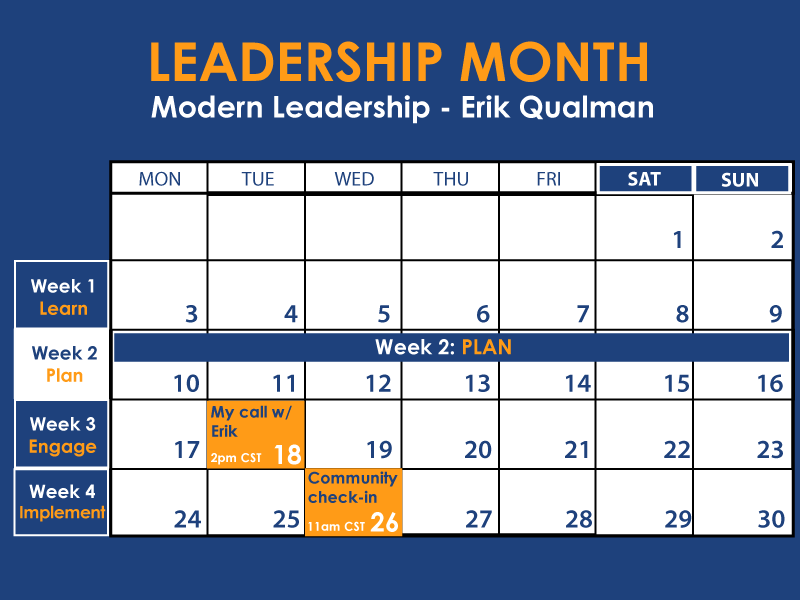 LEADERSHIP MONTH
Modern Leadership - Erik Qualman
MON TUE WED THU FRI SAT SUN
1 2
Week 1
Learn
3 4 5 6 7 8 9
Week 2: PLAN
Week 2
Plan
10 11 12 13 14 15 16
Week 3
Engage
My call w/
Erik
2pm CST
17 18 19 20 21 22 23
Week 4
Implement
Community
check-in
11am CST
24 25 26 27 28 29 30